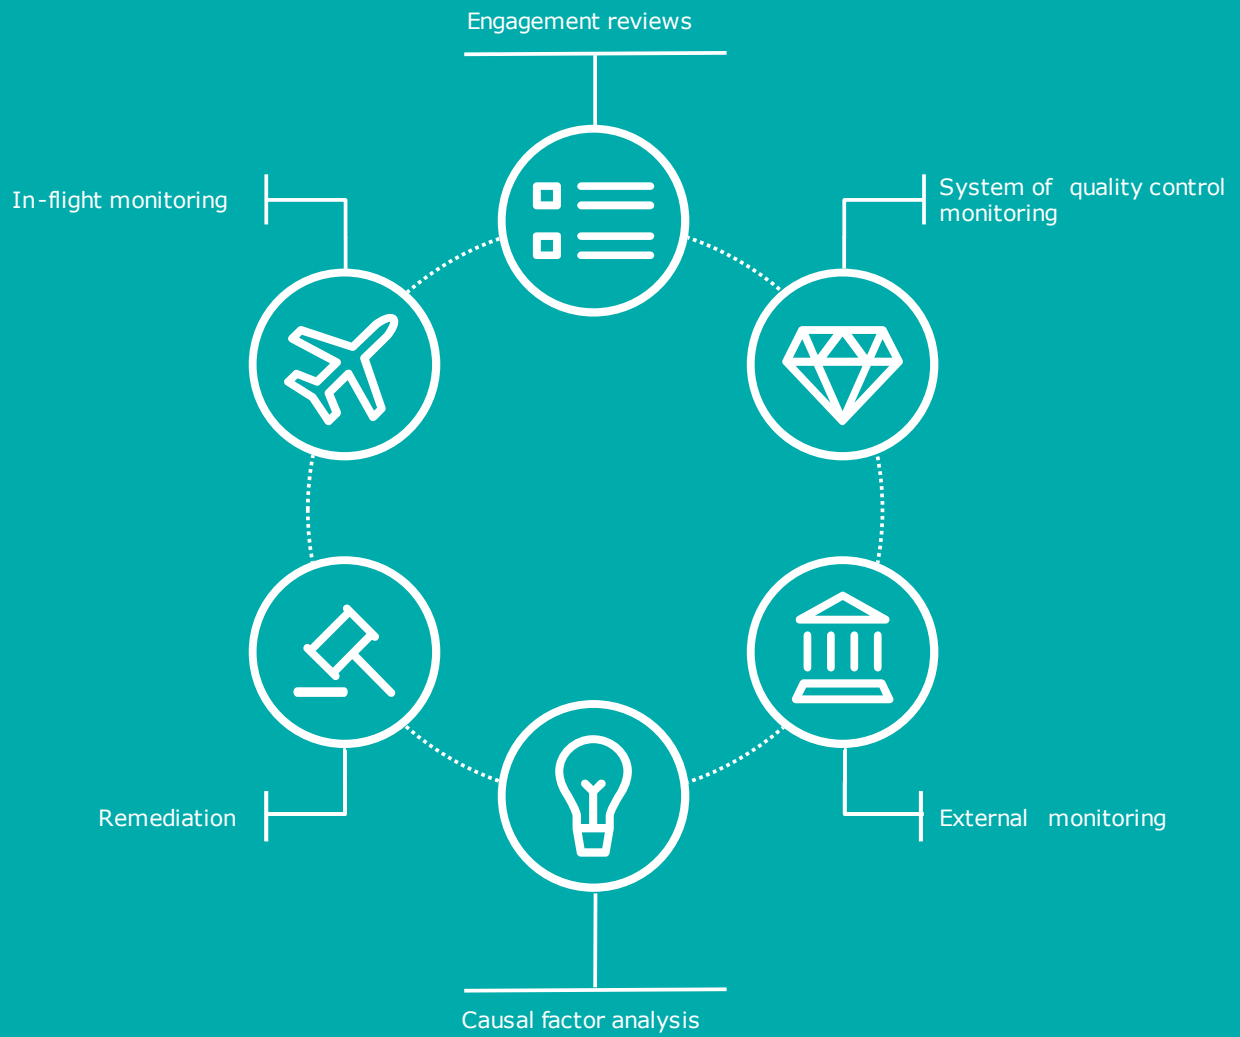 Engagement reviews
In-flight monitoring
System of quality control
monitoring
Remediation
External monitoring
Causal factor analysis